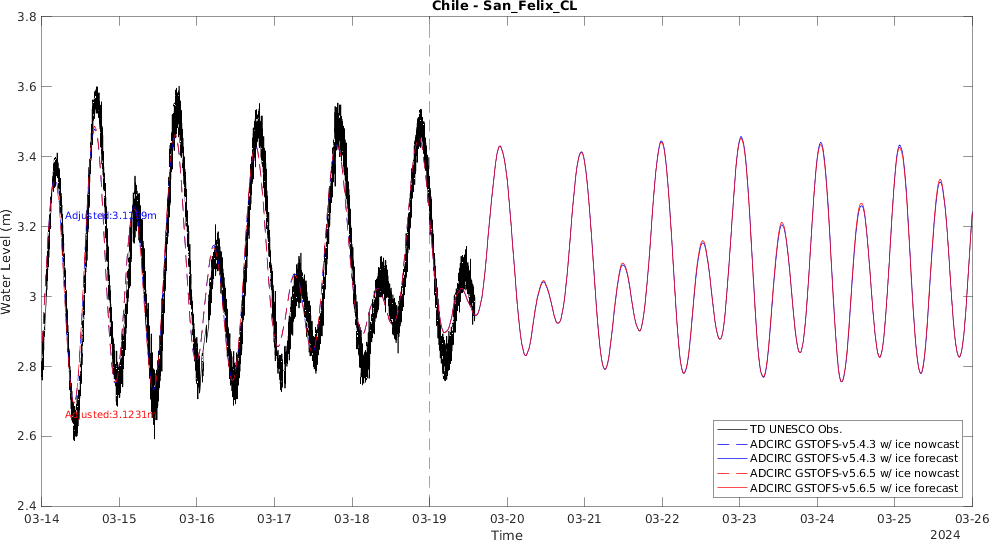 Chile - San_Felix_CL
3.8
3.6
3.4
3.2
3
2.8
2.6
2.4
Water Level (m)
Adjusted:3.1231m
03-14
03-15
03-16
03-17
03-18
03-19
03-20
03-21
03-22
03-23
03-24
03-25
03-26
Time
2024
TD UNESCO Obs.
ADCIRC GSTOFS-v5.4.3 w/ ice nowcast
ADCIRC GSTOFS-v5.4.3 w/ ice forecast
ADCIRC GSTOFS-v5.6.5 w/ ice nowcast
ADCIRC GSTOFS-v5.6.5 w/ ice forecast